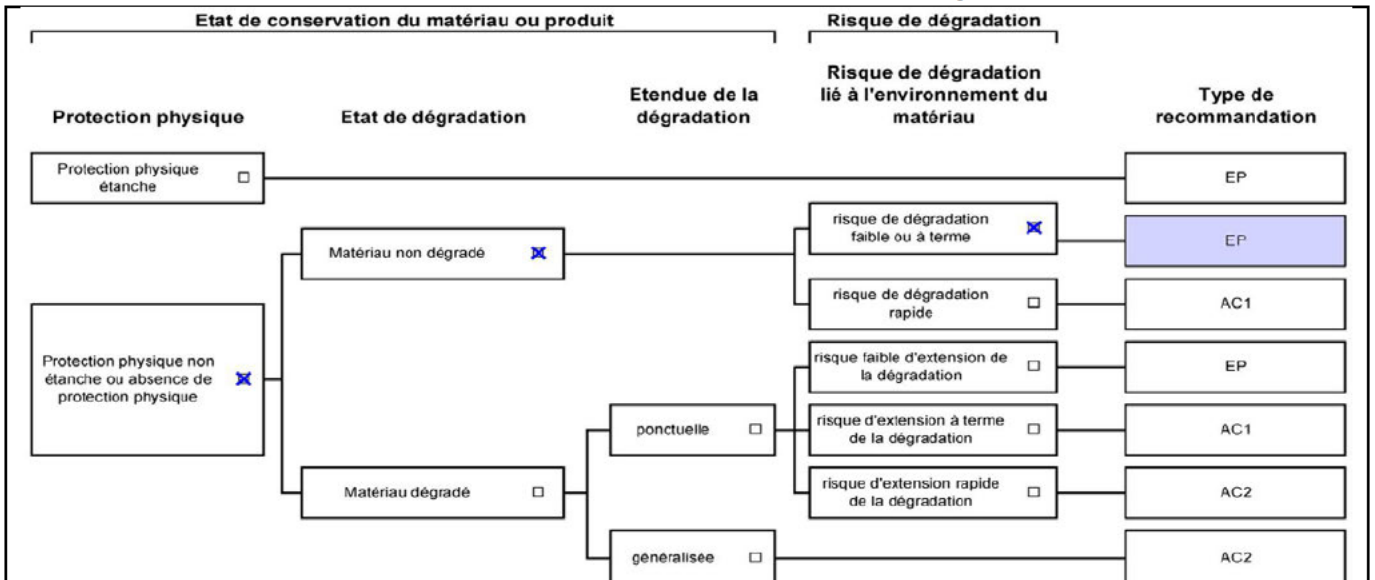 Etat de conservation du matériau ou produit
Risque de dégradation
Protection physique
Etat de dégradation
Etendue de la
dégradation
Risque de dégradation
lié à l'environnement du
matériau
Type de
recommandation
Protection physique
étanche
EP
risque de dégradation
faible ou à terme
EP
Matériau non dégradé
risque de dégradation
rapide
AC1
Protection physique non
étanche ou absence de
protection physique
risque faible d'extension de
la dégradation
EP
ponctuelle
risque d'extension à terme
de la dégradation
AC1
Matériau dégradé
risque d'extension rapide
de la dégradation
AC2
généralisée
AC2